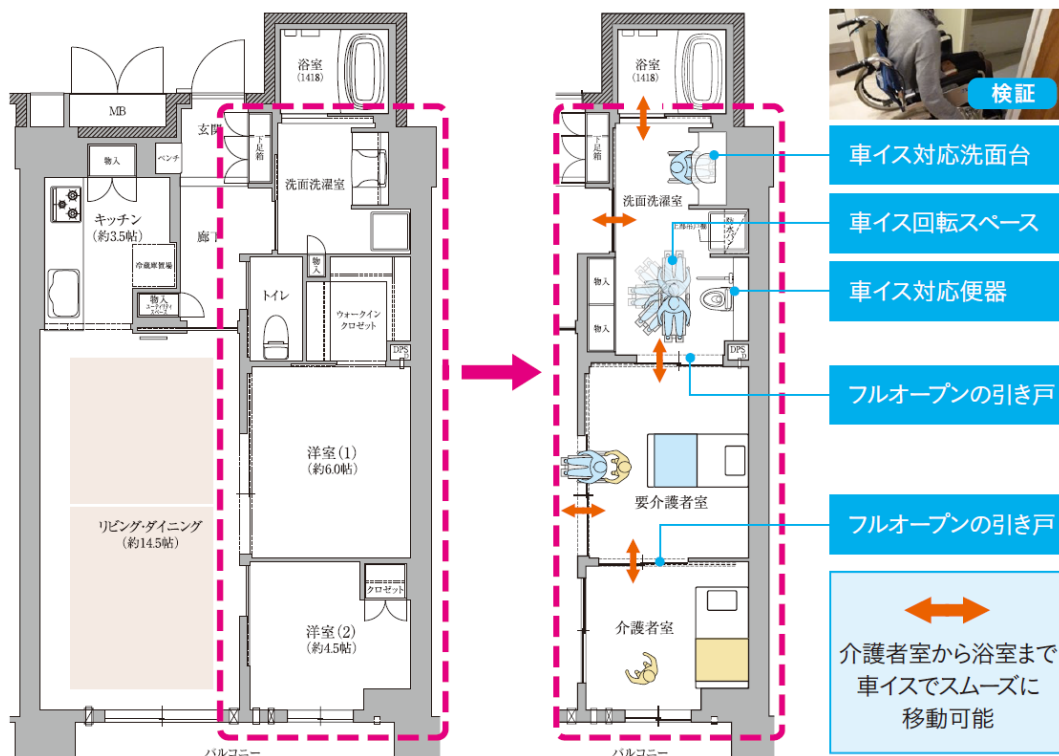 浴室
(1418)
MB
玄関
下足箱
物入
ベンチ
洗面洗濯室
キッチン
(約3.5帖)
廊下
冷蔵庫置場
物入
トイレ
物入
ユーティリティ
スペース
ウォークイン
クロゼット
DPS
洋室(1)
(約6.0帖)
リビング・ダイニング
(約14.5帖)
クロゼット
洋室(2)
(約4.5帖)
バルコニー
浴室
(1418)
下足箱
洗面洗濯室
上部吊戸棚
防水パン
物入
物入
DPS
要介護者室
介護者室
バルコニー
検証
車イス対応洗面台
車イス回転スペース
車イス対応便器
フルオープンの引き戸
フルオープンの引き戸
介護者室から浴室まで
車イスでスムーズに
移動可能